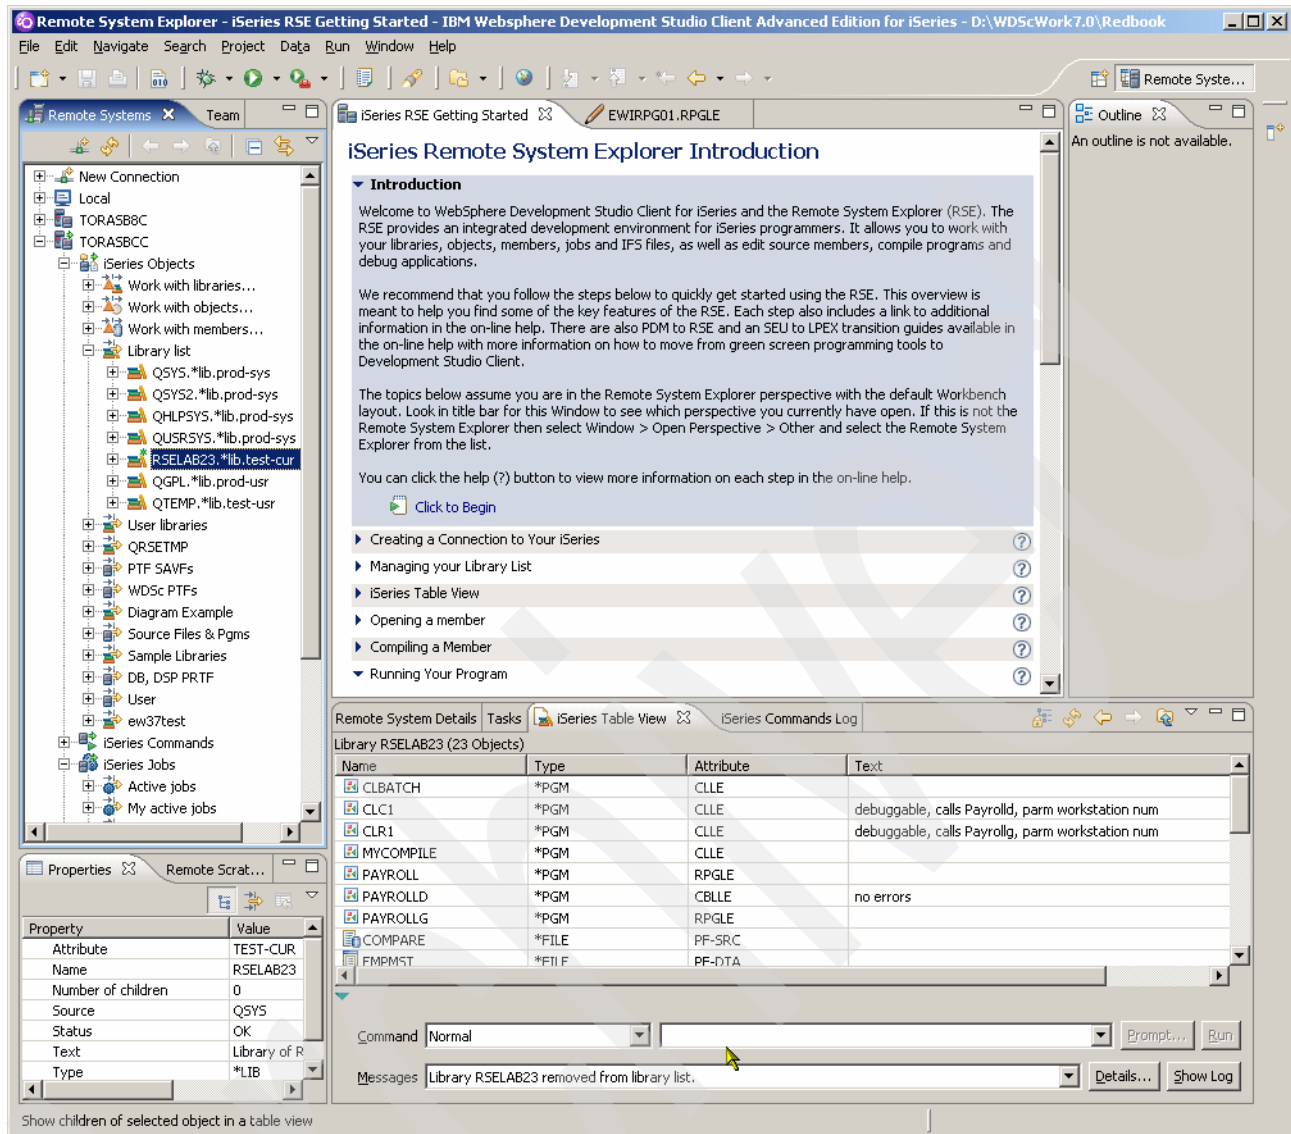 Remote System Explorer - iSeries RSE Getting Started - IBM Websphere Development Studio Client Advanced Edition for iSeries - D:\WDScWork7.0\Redbook
File Edit Navigate Search Project Data Run Window Help
Remote Syste...
Remote Systems
Team
New Connection
Local
TORASB8C
TORASBCC
iSeries Objects
Work with libraries...
Work with objects...
Work with members...
Library list
QSYS.*lib.prod-sys
QSYS2.*lib.prod-sys
QHLPSYS.*lib.prod-sys
QUSRSYS.*lib.prod-sys
RSELAB23.*lib.test-cur
QGPL.*lib.prod-usr
QTEMP.*lib.test-usr
User libraries
QRSETMP
PTF SAVFs
WDSc PTFs
Diagram Example
Source Files & Pgms
Sample Libraries
DB, DSP PRTF
User
ew37test
iSeries Commands
iSeries Jobs
Active jobs
My active jobs
iSeries RSE Getting Started
EWIRPG01.RPGLE
iSeries Remote System Explorer Introduction
Introduction
Welcome to WebSphere Development Studio Client for iSeries and the Remote System Explorer (RSE). The
RSE provides an integrated development environment for iSeries programmers. It allows you to work with
your libraries, objects, members, jobs and IFS files, as well as edit source members, compile programs and
debug applications.
We recommend that you follow the steps below to quickly get started using the RSE. This overview is
meant to help you find some of the key features of the RSE. Each step also includes a link to additional
information in the on-line help. There are also PDM to RSE and an SEU to LPEX transition guides available in
the on-line help with more information on how to move from green screen programming tools to
Development Studio Client.
The topics below assume you are in the Remote System Explorer perspective with the default Workbench
layout. Look in title bar for this Window to see which perspective you currently have open. If this is not the
Remote System Explorer then select Window > Open Perspective > Other and select the Remote System
Explorer from the list.
You can click the help (?) button to view more information on each step in the on-line help.
Click to Begin
Creating a Connection to Your iSeries
Managing your Library List
iSeries Table View
Opening a member
Compiling a Member
Running Your Program
Outline
An outline is not available.
Properties
Remote Scrat...
Property Value
Attribute TEST-CUR
Name RSELAB23
Number of children 0
Source QSYS
Status OK
Text Library of R
Type *LIB
Remote System Details Tasks iSeries Table View iSeries Commands Log
Library RSELAB23 (23 Objects)
Name Type Attribute Text
CLBATCH *PGM CLLE
CLC1 *PGM CLLE debuggable, calls Payrolld, parm workstation num
CLR1 *PGM CLLE debuggable, calls Payrollg, parm workstation num
MYCOMPILE *PGM CLLE
PAYROLL *PGM RPGLE
PAYROLLD *PGM CBLLE no errors
PAYROLLG *PGM RPGLE
COMPARE *FILE PF-SRC
EMPMST *FILE PF-DTA
Command Normal Prompt... Run
Messages Library RSELAB23 removed from library list. Details... Show Log
Show children of selected object in a table view